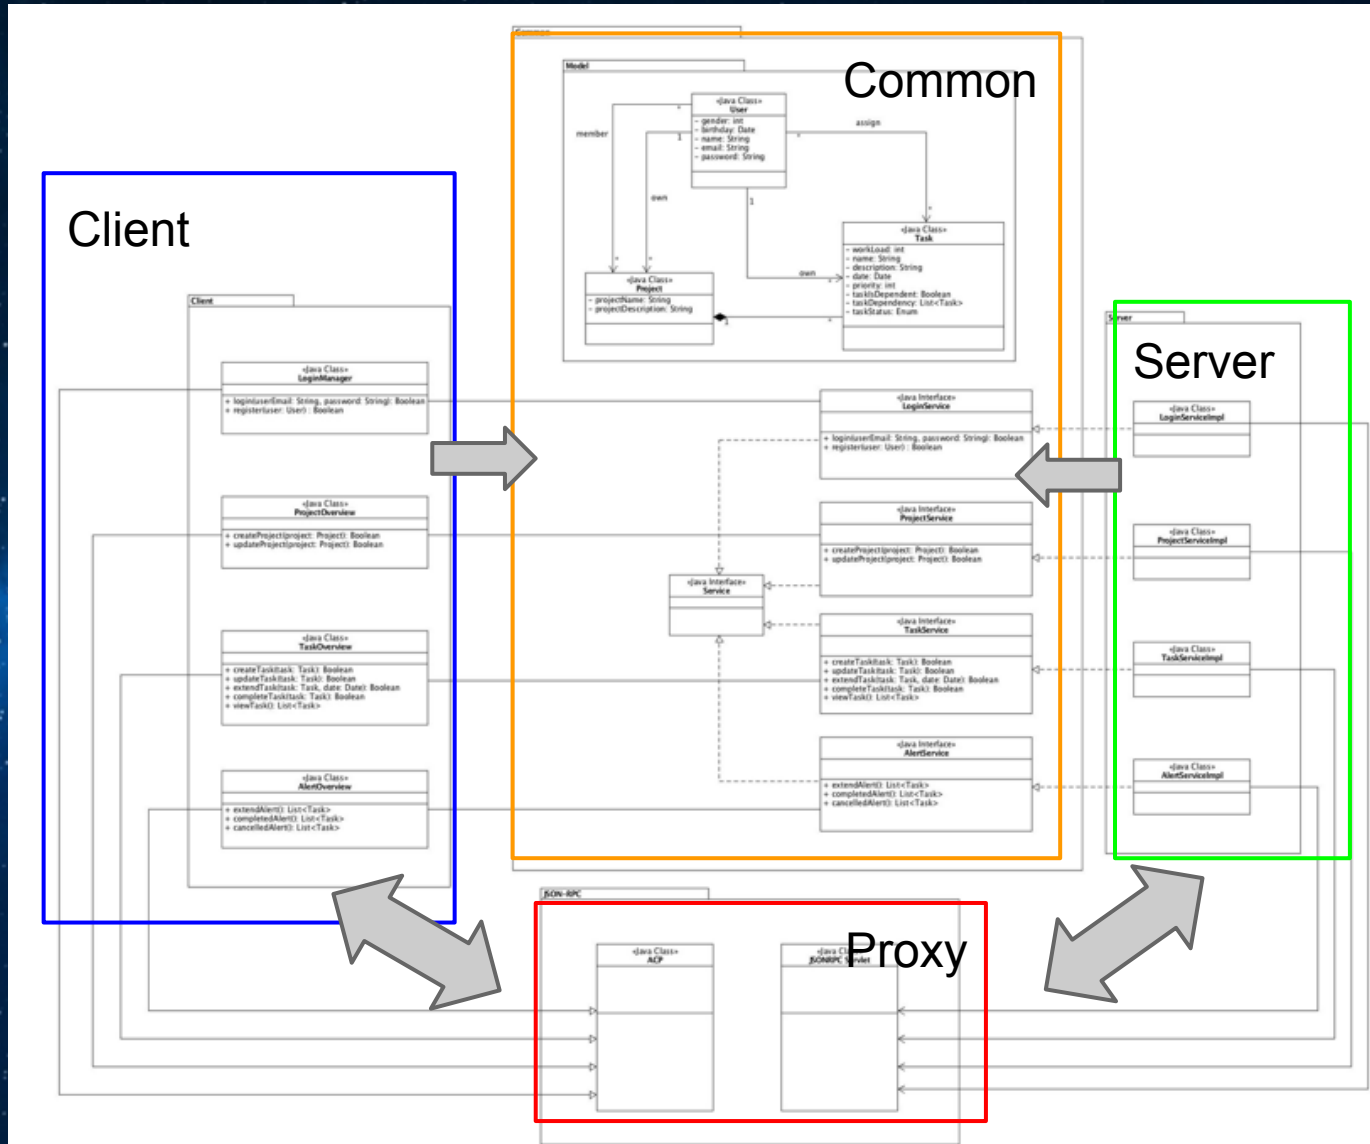 Common
Model
Common
«Java Class»
User
- gender: int
- birthday: Date
- name: String
- email: String
- password: String
member
*
1
own
assign
*
*
1
own
*
*
*
«Java Class»
Task
- workLoad: int
- name: String
- description: String
- date: Date
- priority: int
- taskIsDependent: Boolean
- taskDependency: List<Task>
- taskStatus: Enum
«Java Class»
Project
- projectName: String
- projectDescription: String
1
*
Client
Client
«Java Class»
LoginManager
+ login(userEmail: String, password: String): Boolean
+ register(user: User) : Boolean
«Java Class»
ProjectOverview
+ createProject(project: Project): Boolean
+ updateProject(project: Project): Boolean
«Java Class»
TaskOverview
+ createTask(task: Task): Boolean
+ updateTask(task: Task): Boolean
+ extendTask(task: Task, date: Date): Boolean
+ completeTask(task: Task): Boolean
+ viewTask(): List<Task>
«Java Class»
AlertOverview
+ extendAlert(): List<Task>
+ completedAlert(): List<Task>
+ cancelledAlert(): List<Task>
«Java Interface»
LoginService
+ login(userEmail: String, password: String): Boolean
+ register(user: User) : Boolean
«Java Interface»
ProjectService
+ createProject(project: Project): Boolean
+ updateProject(project: Project): Boolean
«Java Interface»
Service
«Java Interface»
TaskService
+ createTask(task: Task): Boolean
+ updateTask(task: Task): Boolean
+ extendTask(task: Task, date: Date): Boolean
+ completeTask(task: Task): Boolean
+ viewTask(): List<Task>
«Java Interface»
AlertService
+ extendAlert(): List<Task>
+ completedAlert(): List<Task>
+ cancelledAlert(): List<Task>
Server
Server
«Java Class»
LoginServiceImpl
«Java Class»
ProjectServiceImpl
«Java Class»
TaskServiceImpl
«Java Class»
AlertServiceImpl
JSON-RPC
Proxy
«Java Class»
ACP
«Java Class»
JSONRPC Servlet